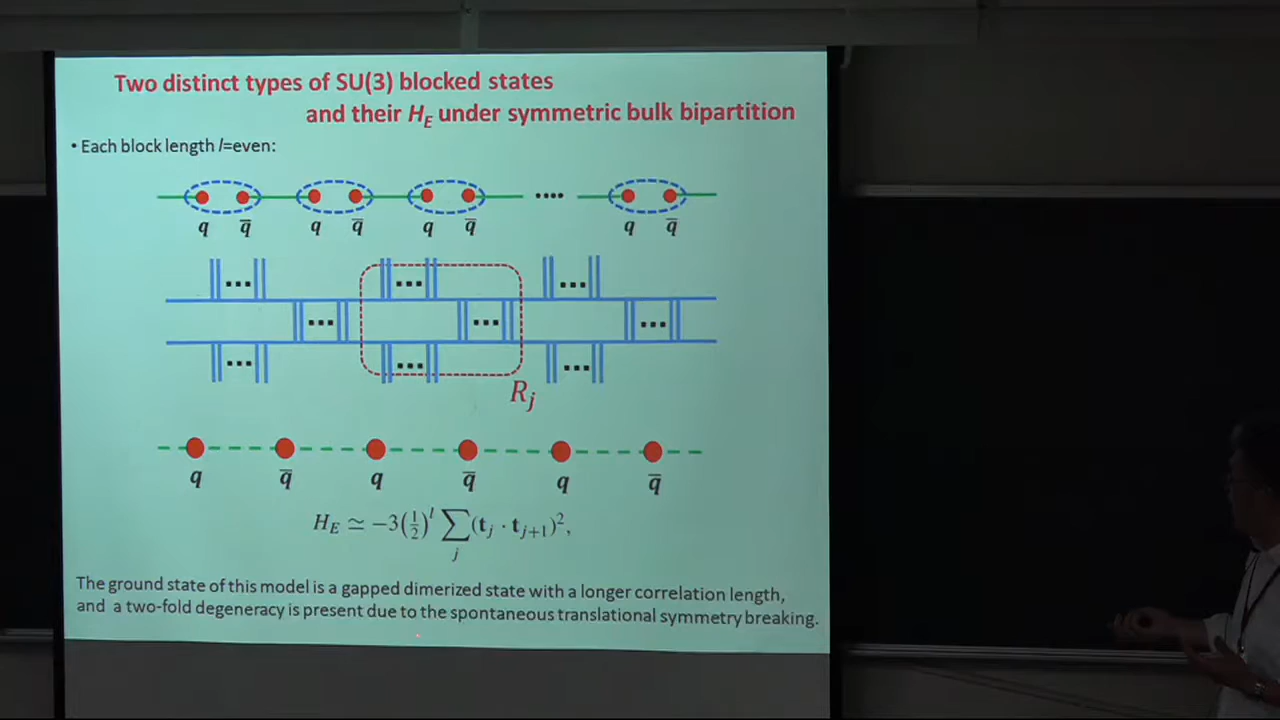 Two distinct types of SU(3) blocked states
and their H_E under symmetric bulk bipartition
• Each block length l=even:
....
q q̄ q q̄ q q̄ q q̄
... ... ...
... ... ...
... ... ...
R_j
q q̄ q q̄ q q̄
H_E ≃ −3(1/2)^l ∑_j (t_j · t_{j+1})²,
The ground state of this model is a gapped dimerized state with a longer correlation length,
and a two-fold degeneracy is present due to the spontaneous translational symmetry breaking.